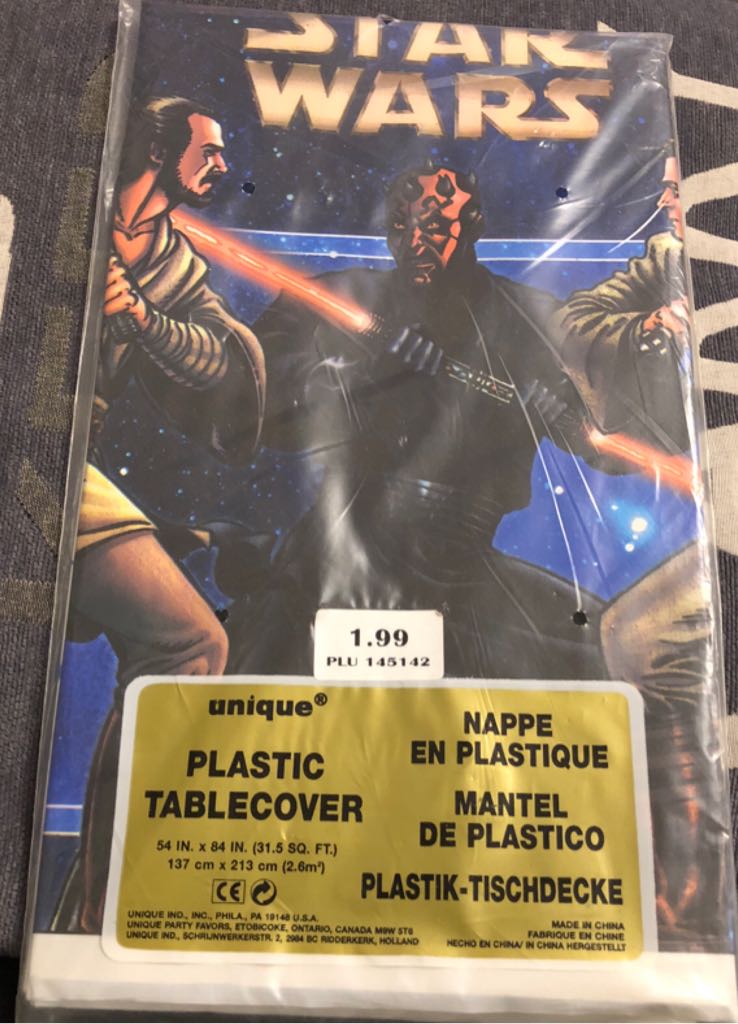 STAR
WARS
1.99
PLU 145142
unique®
PLASTIC
TABLECOVER
54 IN. x 84 IN. (31.5 SQ. FT.)
137 cm x 213 cm (2.6m²)
CE
UNIQUE IND., INC., PHILA., PA 19148 U.S.A.
UNIQUE PARTY FAVORS, ETOBICOKE, ONTARIO, CANADA M9W 5T6
UNIQUE IND., SCHRIJNWERKERSTR. 2, 2984 BC RIDDERKERK, HOLLAND
NAPPE
EN PLASTIQUE
MANTEL
DE PLASTICO
PLASTIK-TISCHDECKE
MADE IN CHINA
FABRIQUE EN CHINE
HECHO EN CHINA/ IN CHINA HERGESTELLT